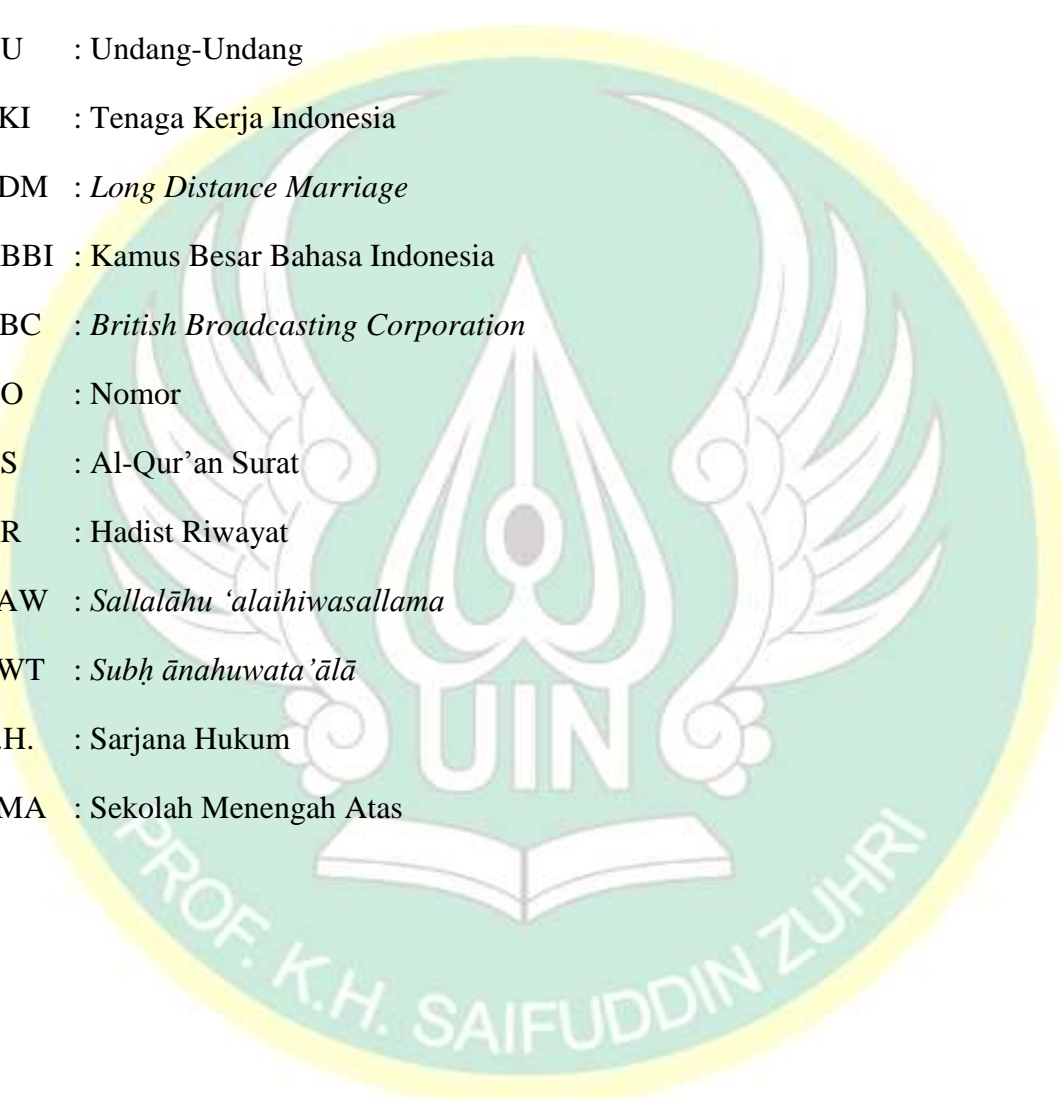 U : Undang-Undang
KI : Tenaga Kerja Indonesia
DM : Long Distance Marriage
BBI : Kamus Besar Bahasa Indonesia
BC : British Broadcasting Corporation
O : Nomor
S : Al-Qur’an Surat
R : Hadist Riwayat
AW : Sallalāhu ‘alaihiwasallama
WT : Subḥ ānahuwata’ālā
.H. : Sarjana Hukum
MA : Sekolah Menengah Atas
UIN
PROF. K.H. SAIFUDDIN ZUHRI